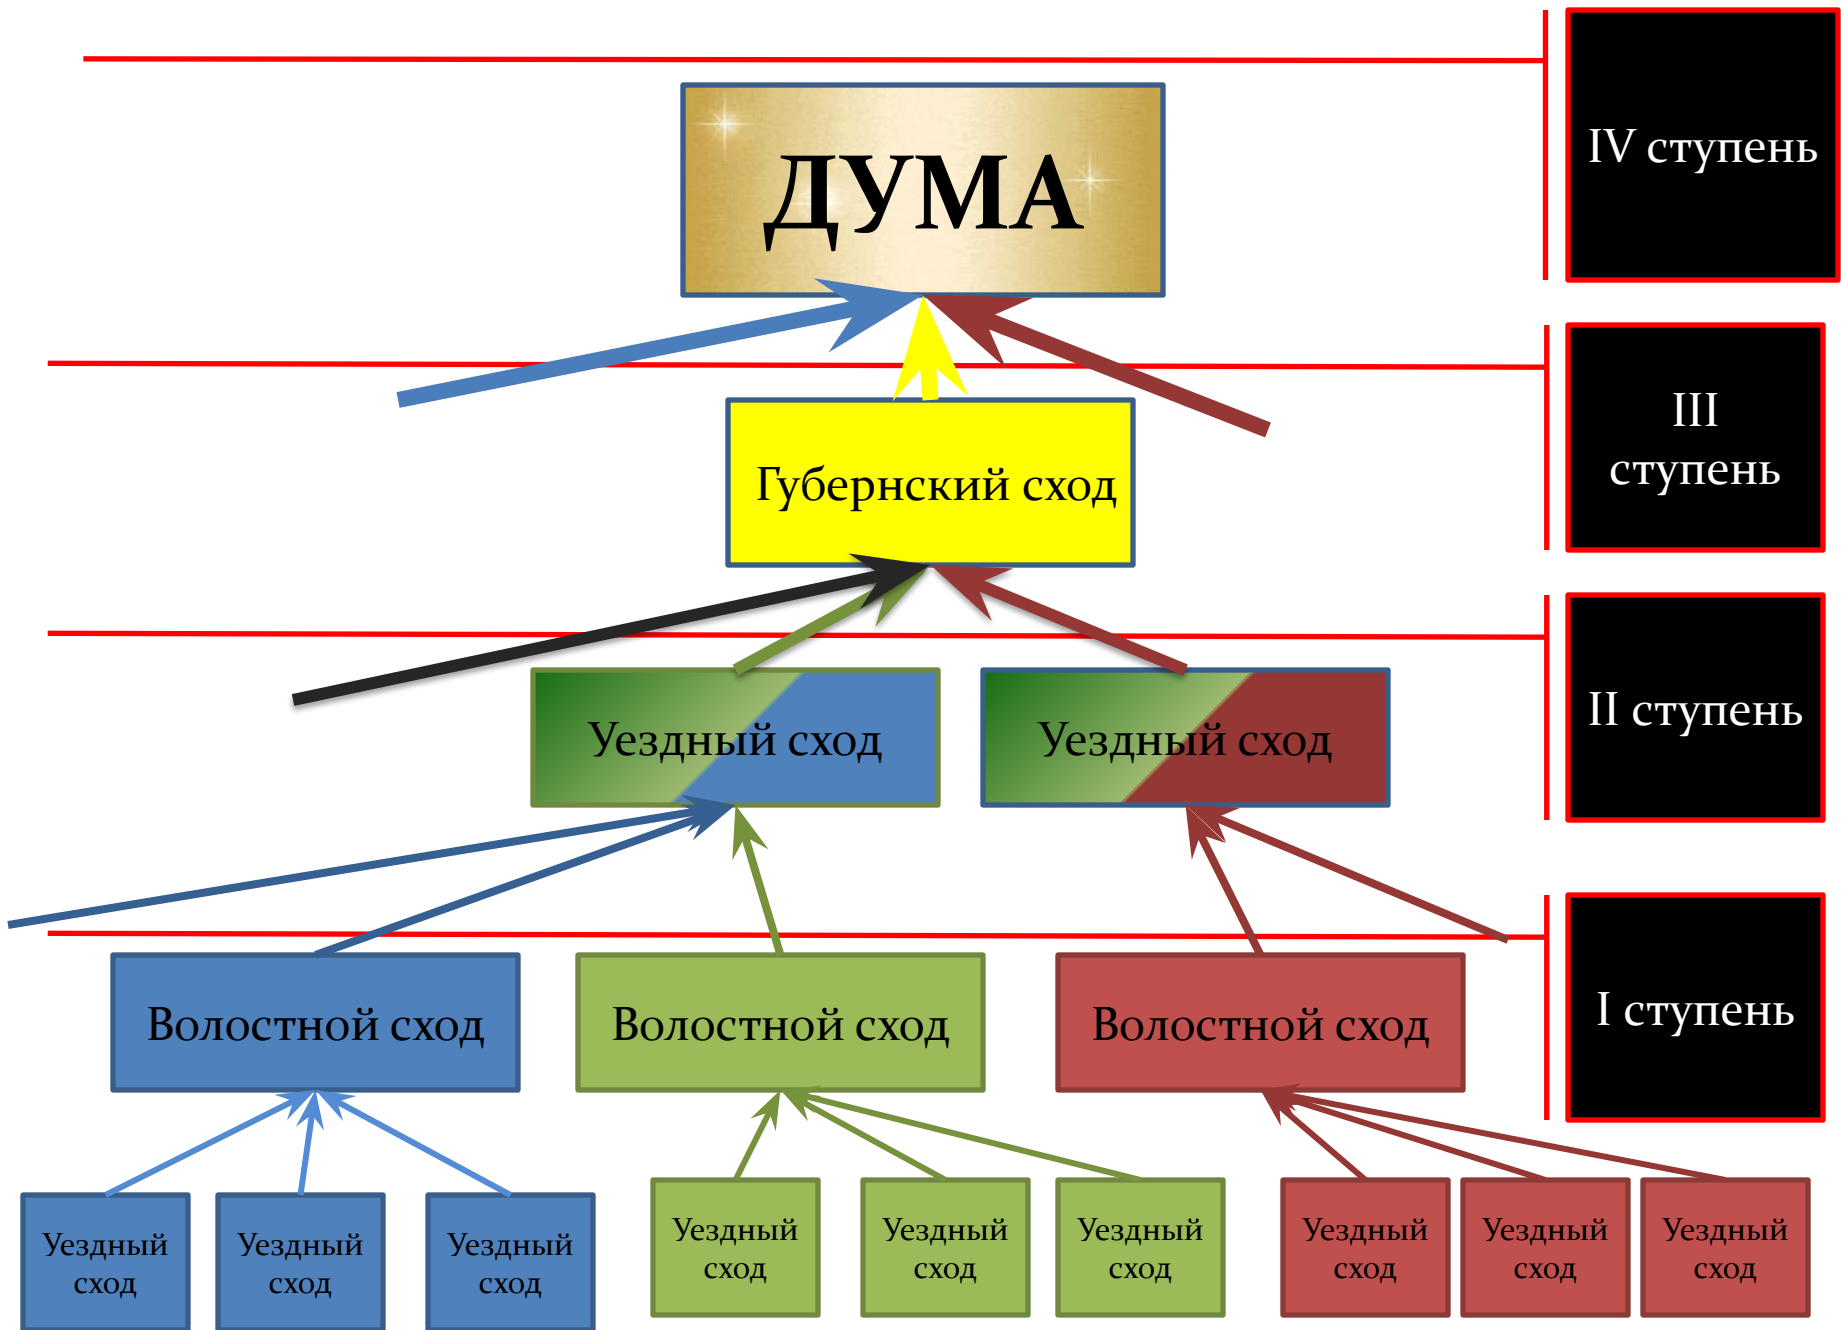 ДУМА
IV ступень
Губернский сход
III
ступень
Уездный сход
Уездный сход
II ступень
Волостной сход
Волостной сход
Волостной сход
I ступень
Уездный
сход
Уездный
сход
Уездный
сход
Уездный
сход
Уездный
сход
Уездный
сход
Уездный
сход
Уездный
сход
Уездный
сход